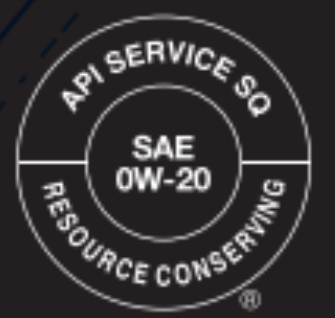 API SERVICE SQ
SAE
0W-20
RESOURCE CONSERVING
®